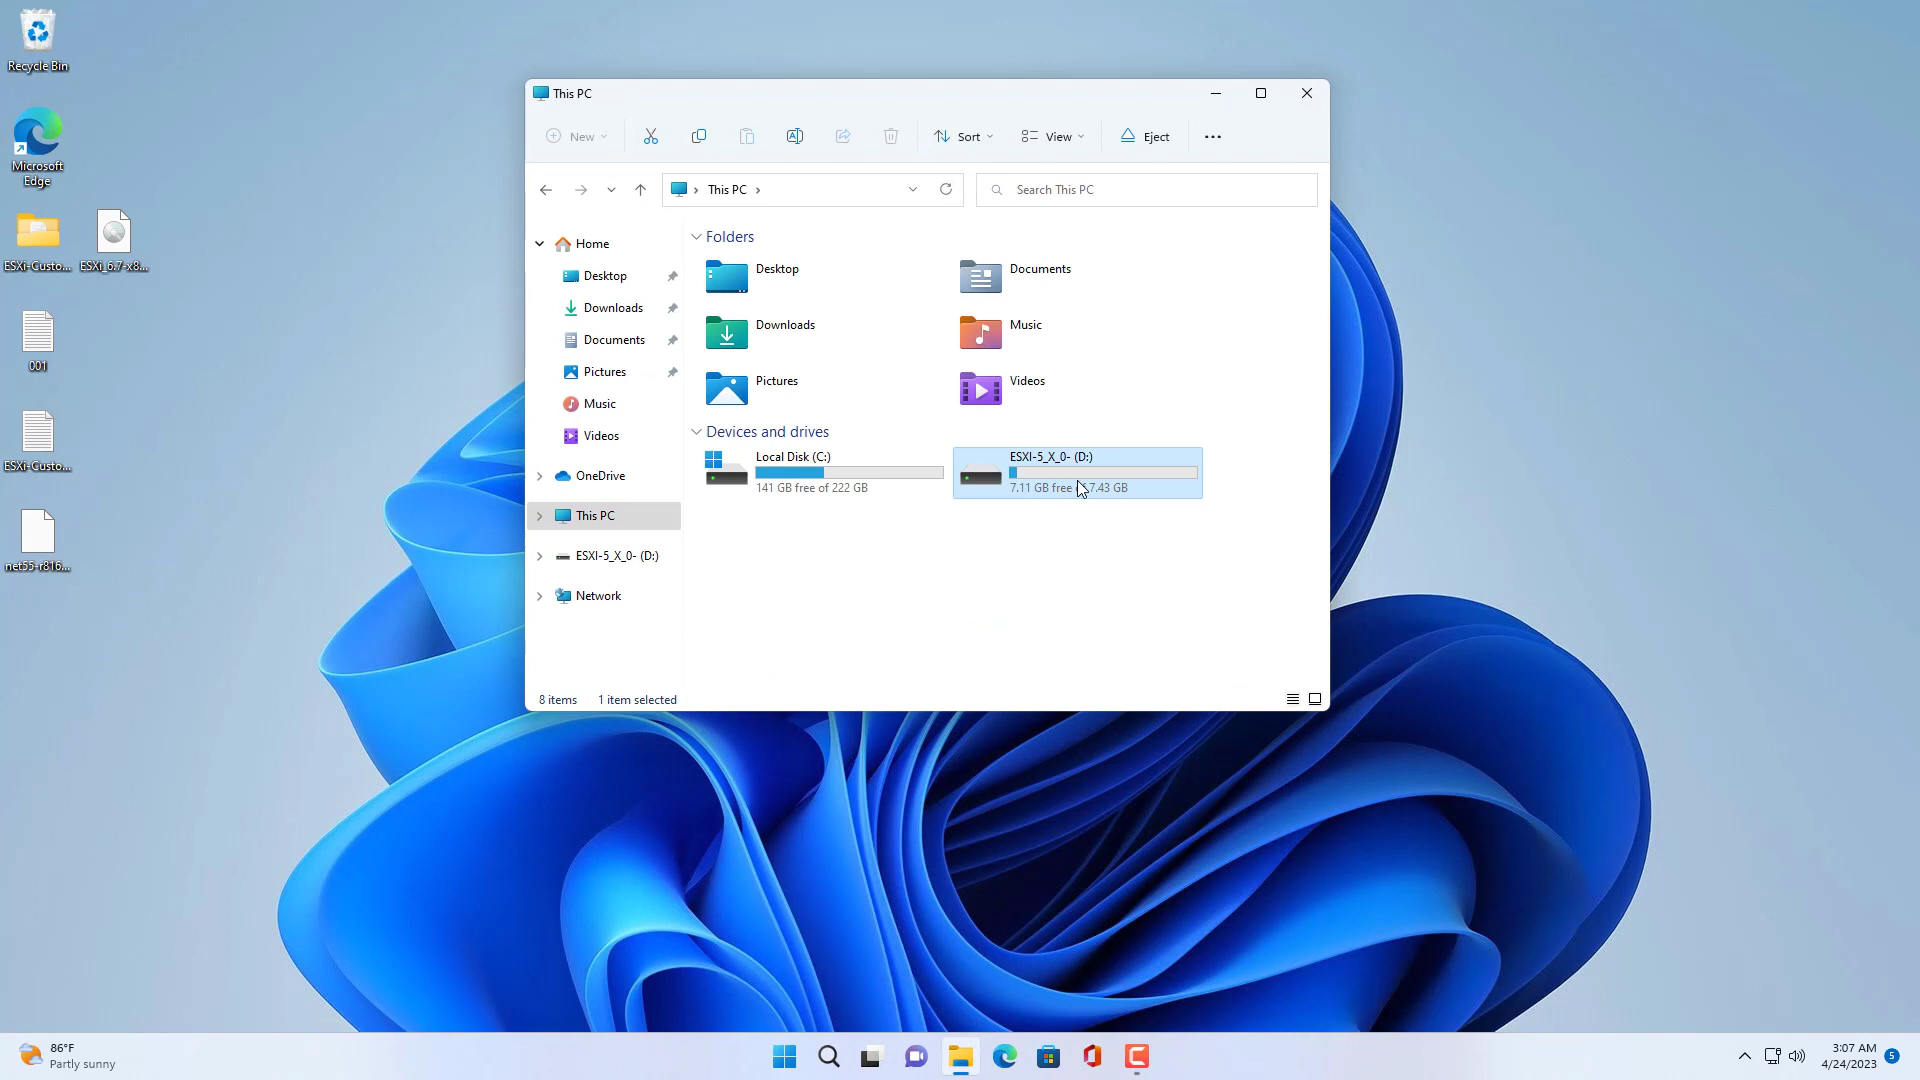 Recycle Bin
Microsoft
Edge
ESXi-Custo...
ESXi_6.7-x8...
001
ESXi-Custo...
net55-r816...
This PC
New
Sort
View
Eject
This PC
Search This PC
Home
Desktop
Downloads
Documents
Pictures
Music
Videos
OneDrive
This PC
ESXI-5_X_0- (D:)
Network
Folders
Desktop
Documents
Downloads
Music
Pictures
Videos
Devices and drives
Local Disk (C:)
141 GB free of 222 GB
ESXI-5_X_0- (D:)
7.11 GB free 7.43 GB
8 items
1 item selected
86°F
Partly sunny
3:07 AM
4/24/2023
5